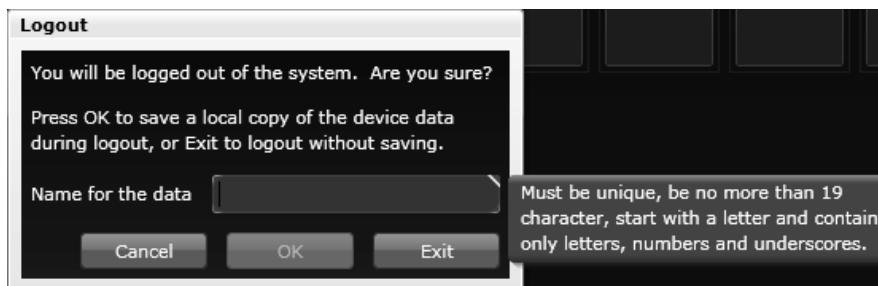 Logout
You will be logged out of the system. Are you sure?
Press OK to save a local copy of the device data
during logout, or Exit to logout without saving.
Name for the data
Must be unique, be no more than 19
character, start with a letter and contain
only letters, numbers and underscores.
Cancel OK Exit